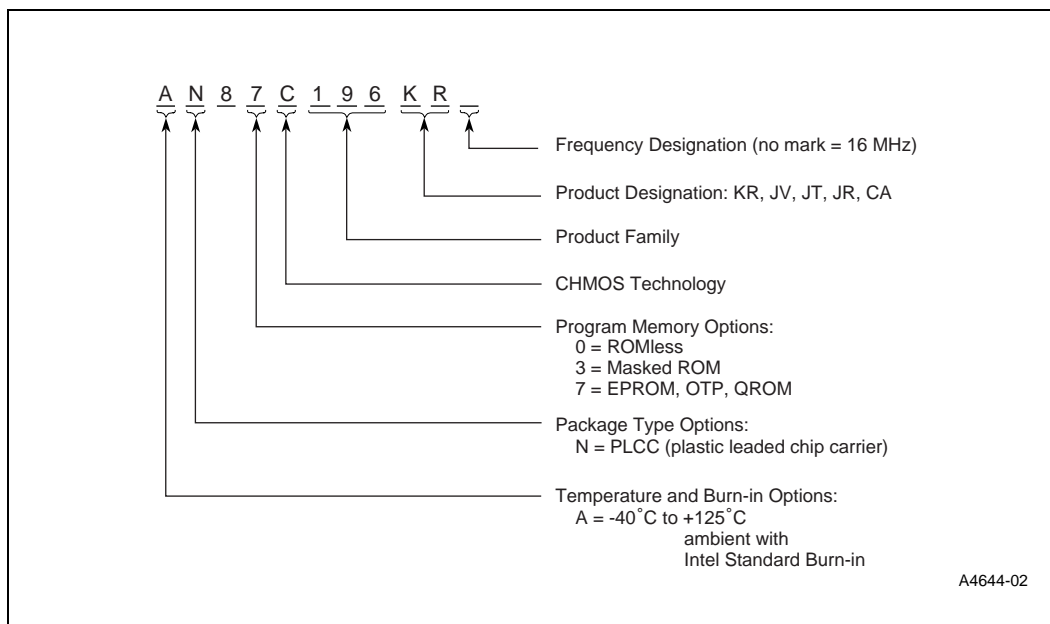 A N 8 7 C 1 9 6 K R _
Frequency Designation (no mark = 16 MHz)
Product Designation: KR, JV, JT, JR, CA
Product Family
CHMOS Technology
Program Memory Options:
0 = ROMless
3 = Masked ROM
7 = EPROM, OTP, QROM
Package Type Options:
N = PLCC (plastic leaded chip carrier)
Temperature and Burn-in Options:
A = -40˚C to +125˚C
ambient with
Intel Standard Burn-in
A4644-02